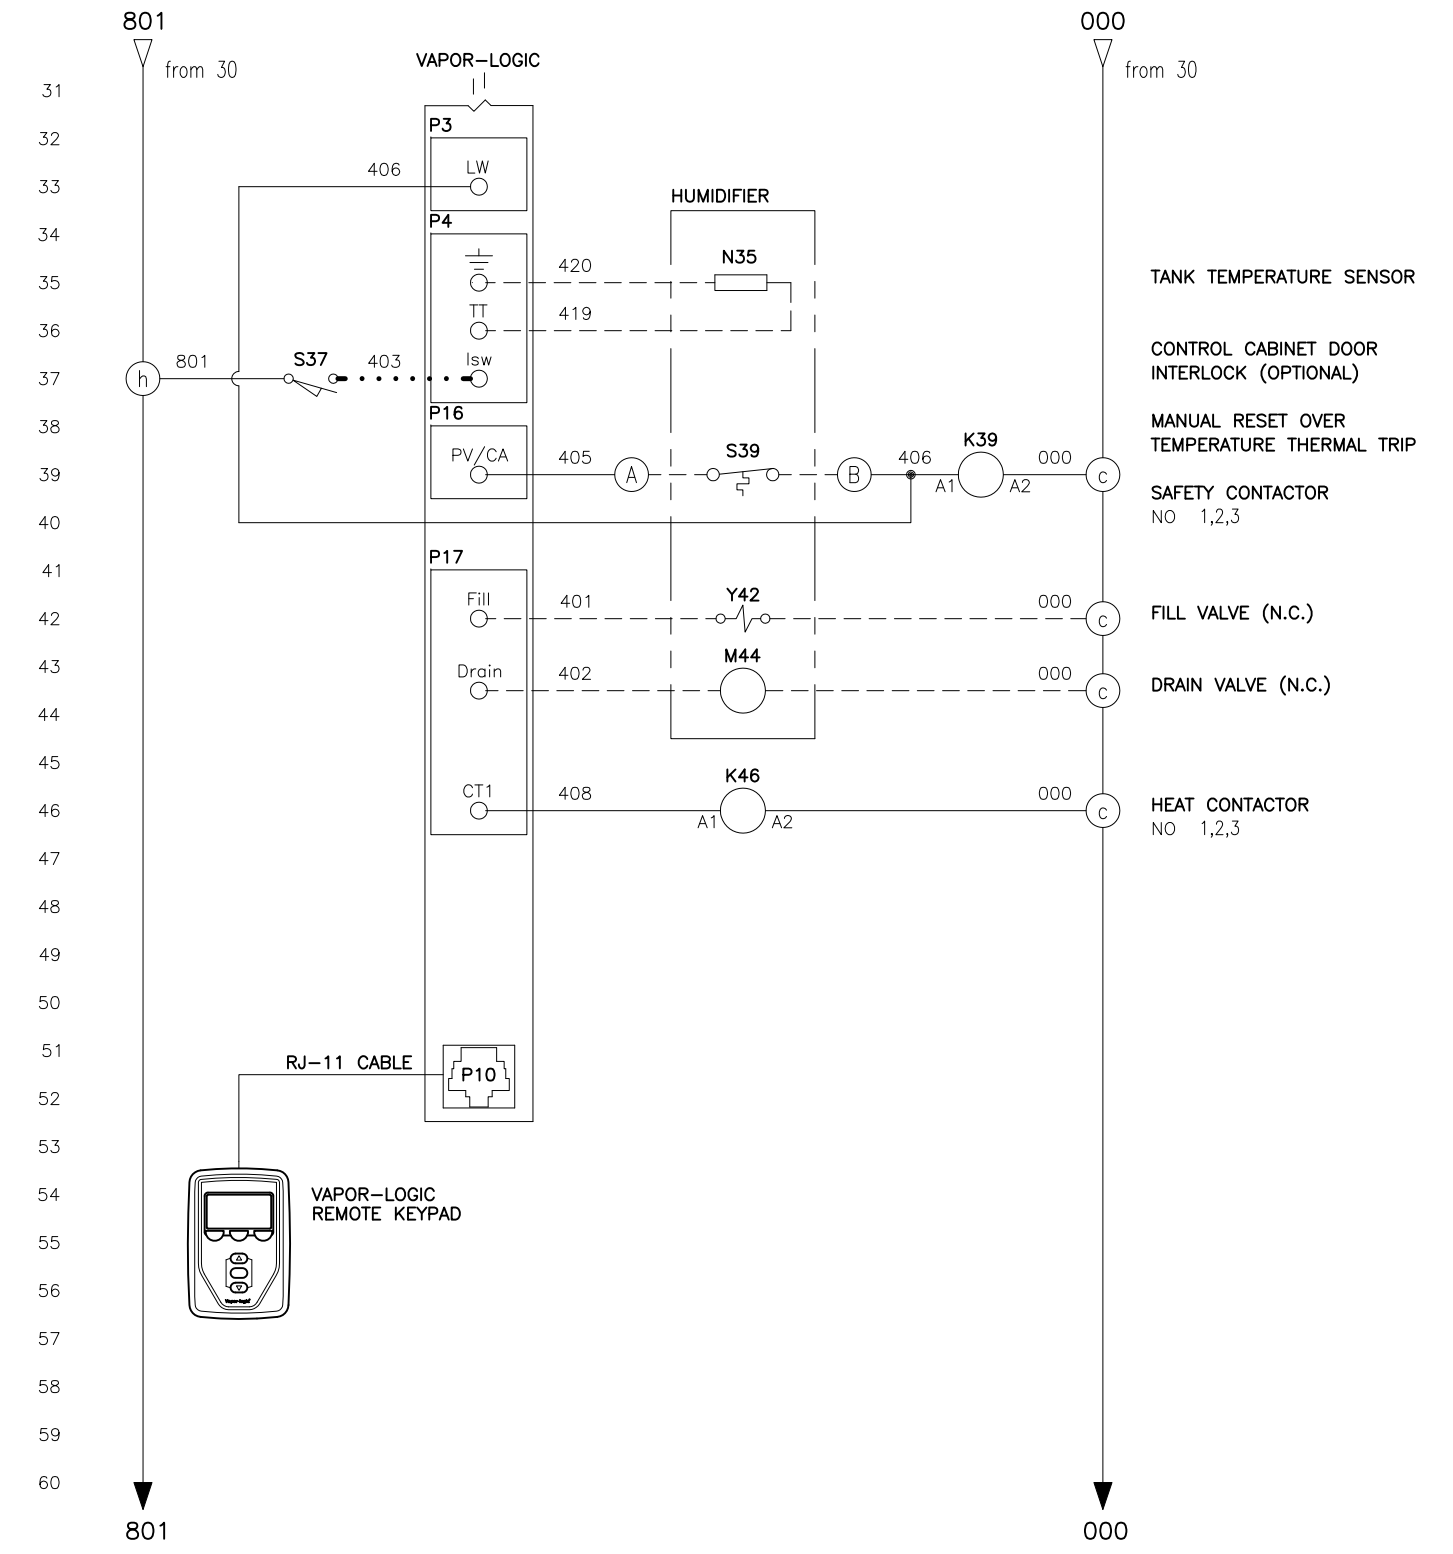 801
000
from 30
from 30
VAPOR-LOGIC
31
P3
32
406
LW
33
HUMIDIFIER
P4
34
N35
420
TANK TEMPERATURE SENSOR
35
TT
419
36
CONTROL CABINET DOOR
INTERLOCK (OPTIONAL)
Isw
801
S37
403
h
37
P16
MANUAL RESET OVER
TEMPERATURE THERMAL TRIP
38
K39
S39
PV/CA
405
406
000
39
A
B
A1
A2
c
SAFETY CONTACTOR
NO 1,2,3
40
P17
41
Fill
401
Y42
000
FILL VALVE (N.C.)
42
c
43
M44
Drain
402
000
DRAIN VALVE (N.C.)
c
44
45
K46
CT1
408
000
HEAT CONTACTOR
NO 1,2,3
46
A1
A2
c
47
48
49
50
51
RJ-11 CABLE
P10
52
53
54
VAPOR-LOGIC
REMOTE KEYPAD
55
56
Vapor-logic
57
58
59
60
801
000